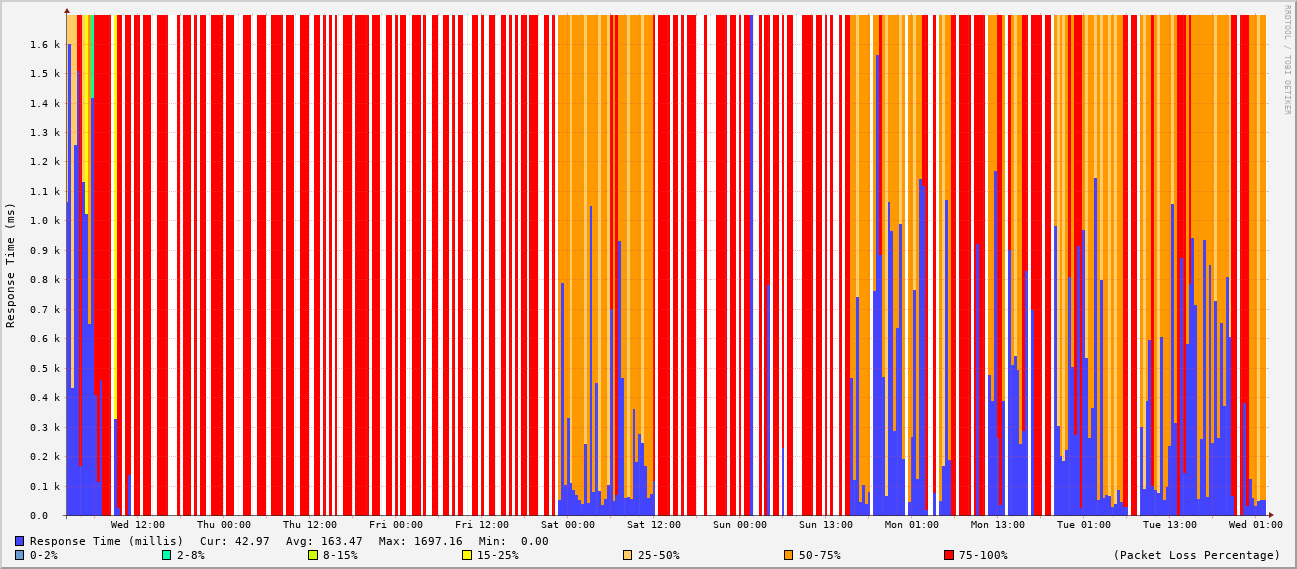 RRDTOOL / TOBI OETIKER
Response Time (ms)
1.6 k
1.5 k
1.4 k
1.3 k
1.2 k
1.1 k
1.0 k
0.9 k
0.8 k
0.7 k
0.6 k
0.5 k
0.4 k
0.3 k
0.2 k
0.1 k
0.0
Wed 12:00 Thu 00:00 Thu 12:00 Fri 00:00 Fri 12:00 Sat 00:00 Sat 12:00 Sun 00:00 Sun 13:00 Mon 01:00 Mon 13:00 Tue 01:00 Tue 13:00 Wed 01:00
Response Time (millis) Cur: 42.97 Avg: 163.47 Max: 1697.16 Min: 0.00
0-2% 2-8% 8-15% 15-25% 25-50% 50-75% 75-100% (Packet Loss Percentage)